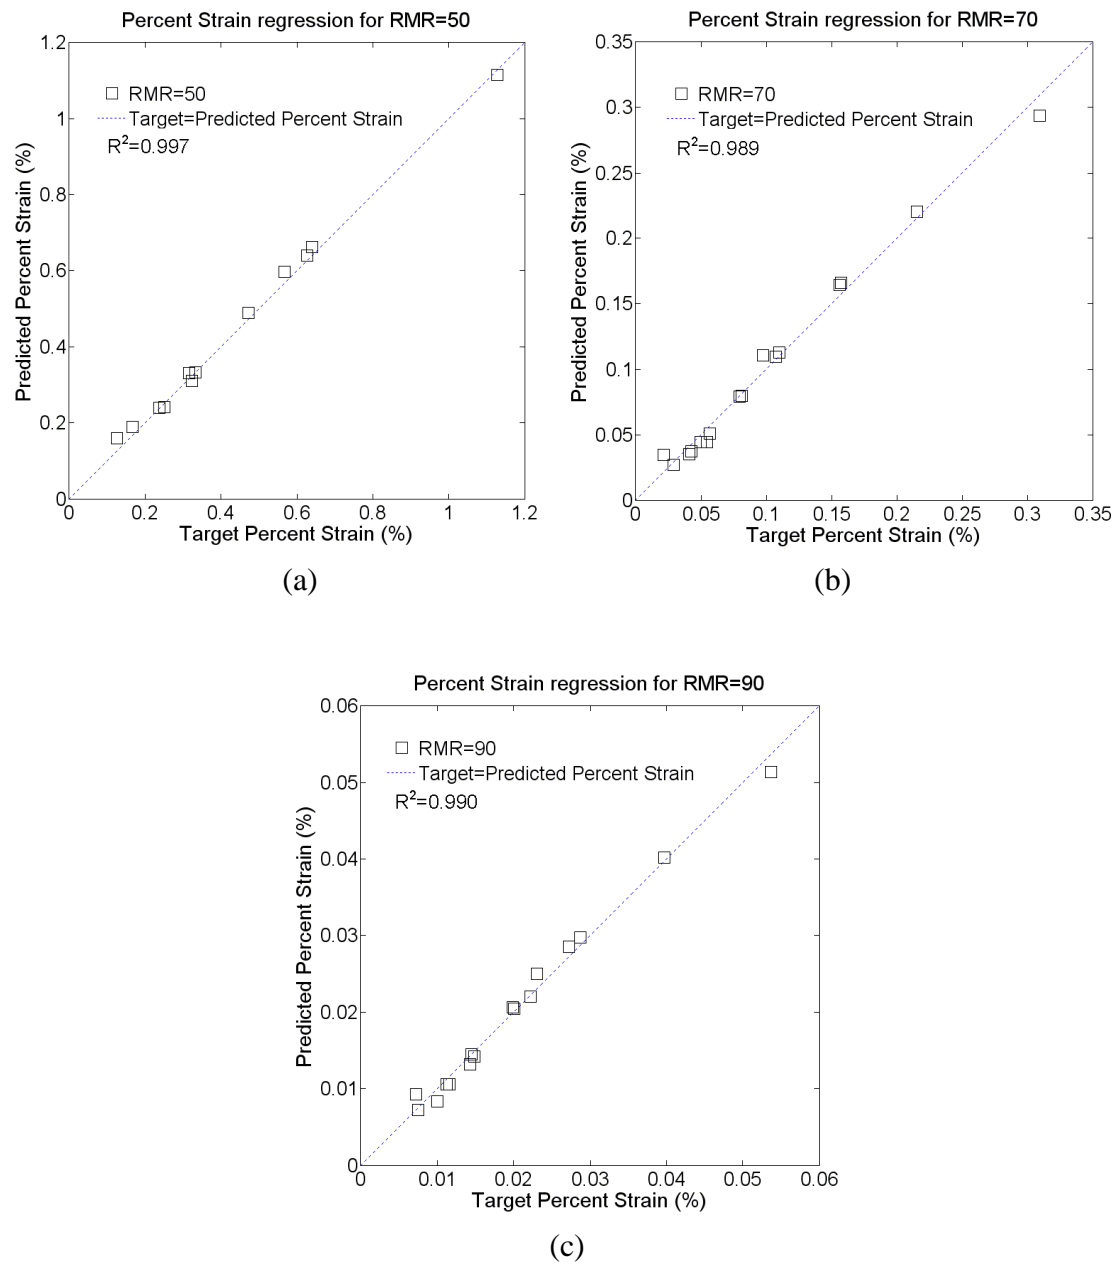 Percent Strain regression for RMR=50
1.2
1
0.8
0.6
0.4
0.2
0
Predicted Percent Strain (%)
RMR=50
Target=Predicted Percent Strain
R²=0.997
0 0.2 0.4 0.6 0.8 1 1.2
Target Percent Strain (%)
(a)
Percent Strain regression for RMR=70
0.35
0.3
0.25
0.2
0.15
0.1
0.05
0
Predicted Percent Strain (%)
RMR=70
Target=Predicted Percent Strain
R²=0.989
0 0.05 0.1 0.15 0.2 0.25 0.3 0.35
Target Percent Strain (%)
(b)
Percent Strain regression for RMR=90
0.06
0.05
0.04
0.03
0.02
0.01
0
Predicted Percent Strain (%)
RMR=90
Target=Predicted Percent Strain
R²=0.990
0 0.01 0.02 0.03 0.04 0.05 0.06
Target Percent Strain (%)
(c)